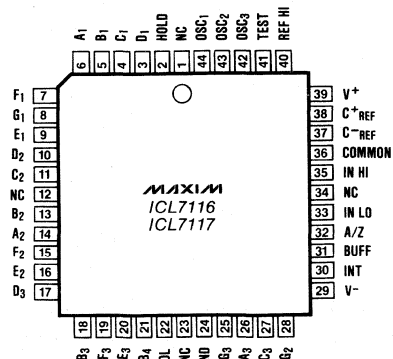 A1 B1 C1 D1 HOLD NC OSC1 OSC2 OSC3 TEST REF HI
6 5 4 3 2 1 44 43 42 41 40
F1 7
G1 8
E1 9
D2 10
C2 11
NC 12
B2 13
A2 14
F2 15
E2 16
D3 17
MAXIM
ICL7116
ICL7117
39 V+
38 C+REF
37 C-REF
36 COMMON
35 IN HI
34 NC
33 IN LO
32 A/Z
31 BUFF
30 INT
29 V-
18 19 20 21 22 23 24 25 26 27 28
B3 F3 E3 B4 OL NC ND G3 A3 C3 G2